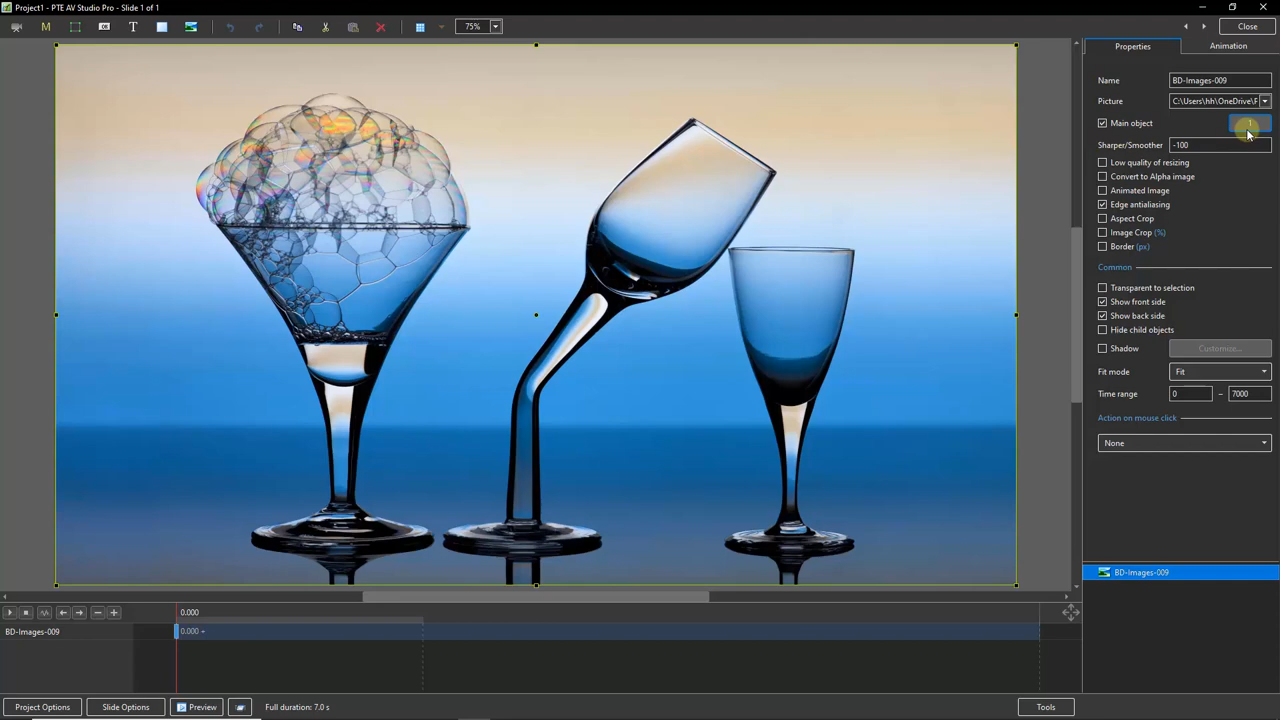 Project1 - PTE AV Studio Pro - Slide 1 of 1
M OK T 75% Close
Properties Animation
Name BD-Images-009
Picture C:\Users\hh\OneDrive\F
Main object 1
Sharper/Smoother -100
Low quality of resizing
Convert to Alpha image
Animated Image
Edge antialiasing
Aspect Crop
Image Crop (%)
Border (px)
Common
Transparent to selection
Show front side
Show back side
Hide child objects
Shadow Customize...
Fit mode Fit
Time range 0 – 7000
Action on mouse click
None
BD-Images-009
0.000
BD-Images-009 0.000
Project Options Slide Options Preview Full duration: 7.0 s Tools